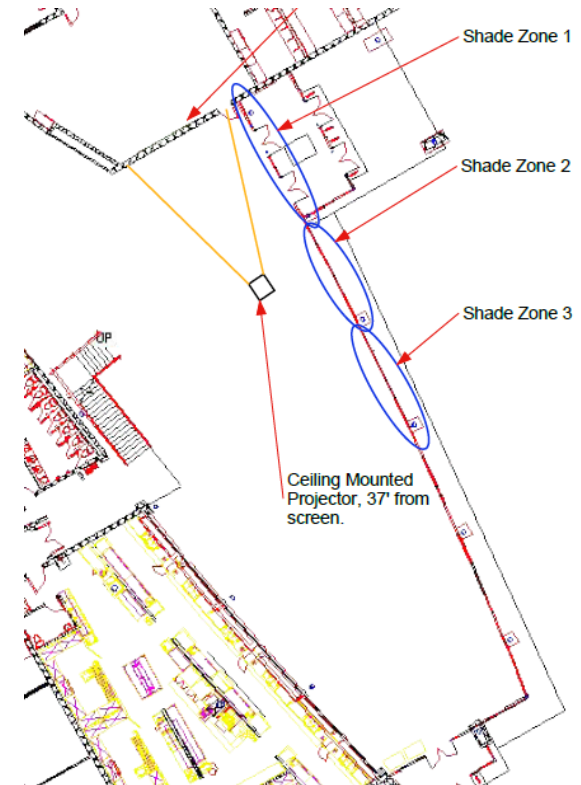 Shade Zone 1
Shade Zone 2
Shade Zone 3
UP
Ceiling Mounted
Projector, 37' from
screen.